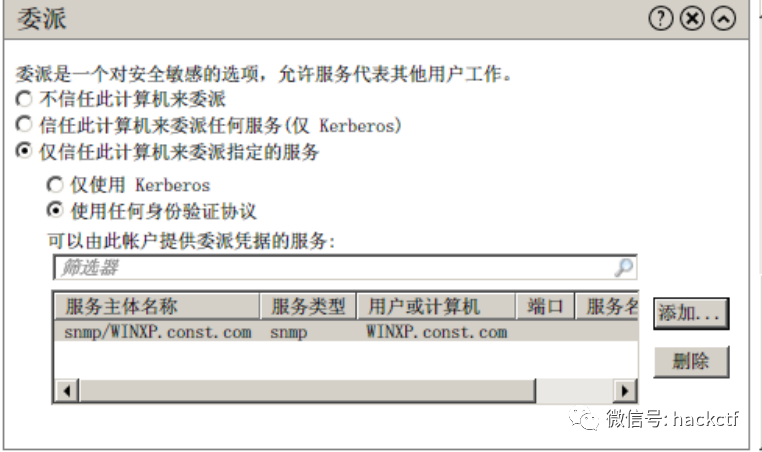 委派
委派是一个对安全敏感的选项，允许服务代表其他用户工作。
不信任此计算机来委派
信任此计算机来委派任何服务(仅 Kerberos)
仅信任此计算机来委派指定的服务
仅使用 Kerberos
使用任何身份验证协议
可以由此帐户提供委派凭据的服务:
筛选器
服务主体名称 服务类型 用户或计算机 端口 服务名
snmp/WINXP.const.com snmp WINXP.const.com
添加...
删除
微信号: hackctf